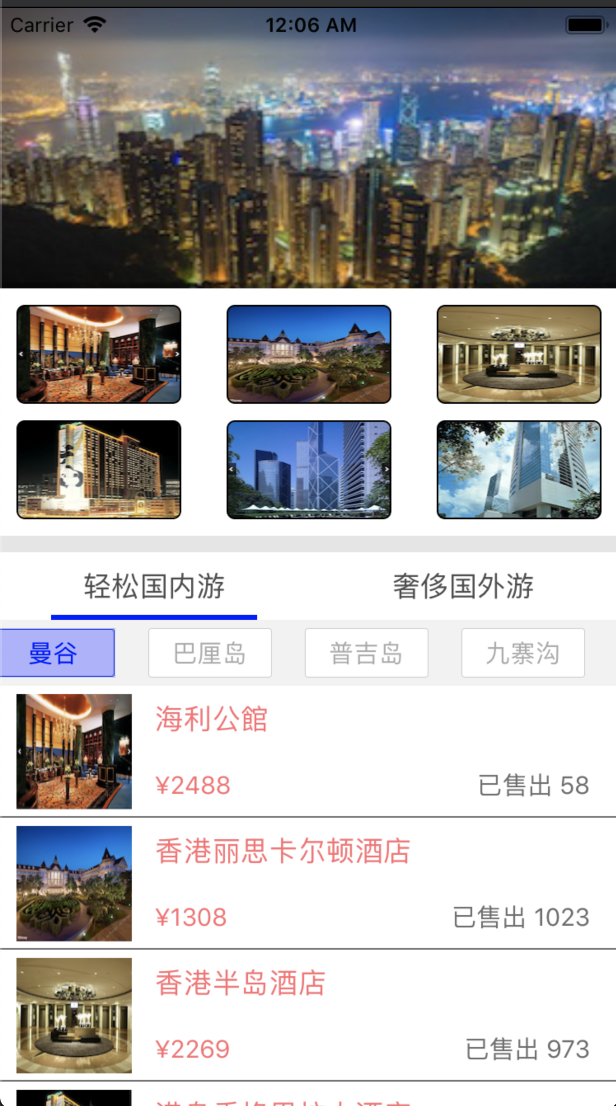 Carrier 12:06 AM
轻松国内游 奢侈国外游
曼谷 巴厘岛 普吉岛 九寨沟
海利公館
¥2488 已售出 58
香港丽思卡尔顿酒店
¥1308 已售出 1023
香港半岛酒店
¥2269 已售出 973